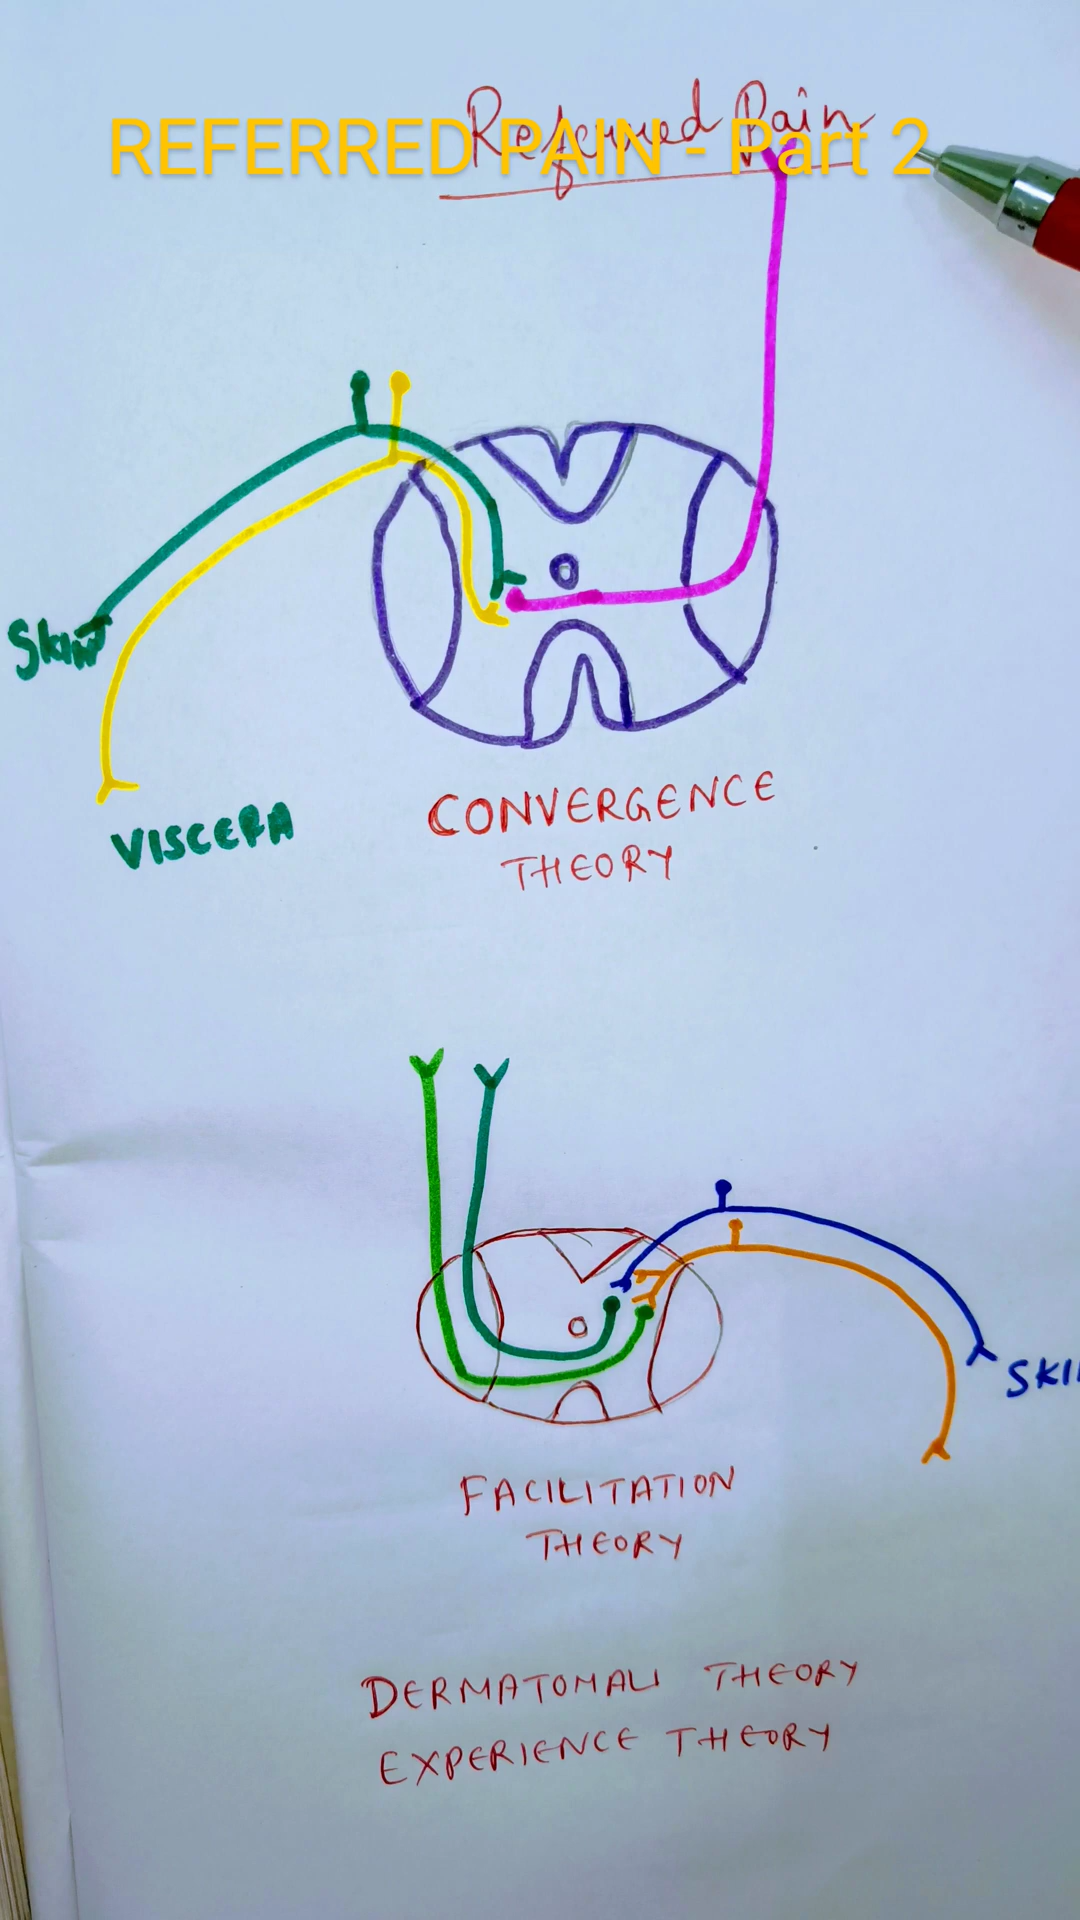 Referred Pain
REFERRED PAIN - Part 2
Skin
VISCERA
CONVERGENCE
THEORY
SKI
FACILITATION
THEORY
DERMATOMAL THEORY
EXPERIENCE THEORY